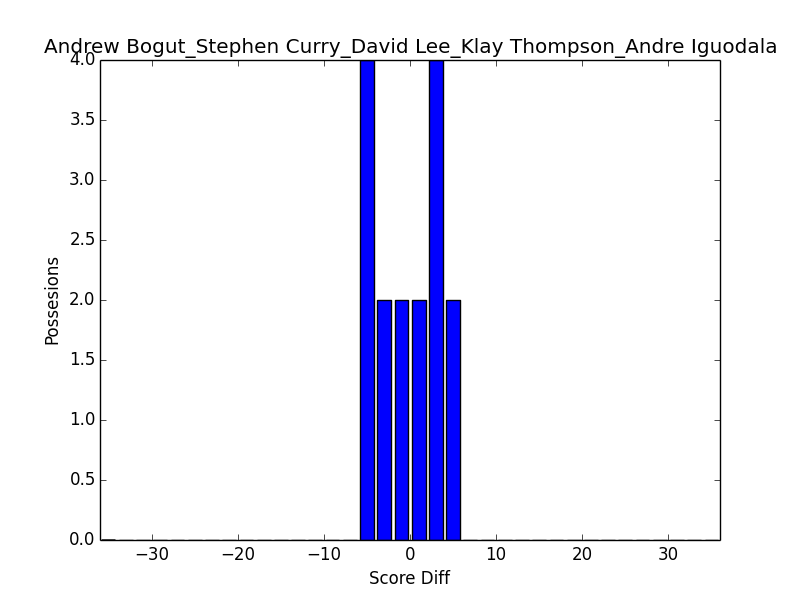 Andrew Bogut_Stephen Curry_David Lee_Klay Thompson_Andre Iguodala
4.0
3.5
3.0
2.5
2.0
1.5
1.0
0.5
0.0
Possesions
−30 −20 −10 0 10 20 30
Score Diff